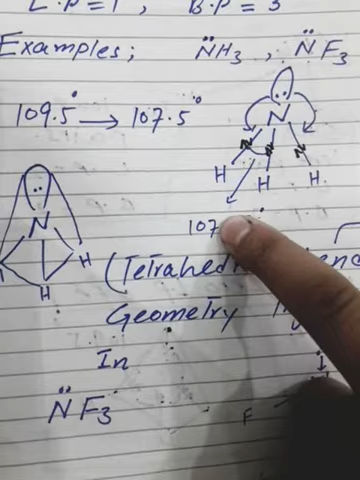 L.P = 1 , B.P = 3
Examples; N̈H₃ , N̈F₃
109.5° → 107.5°
N
H H H
107
N
H
H
(Tetrahed
Geometry
In
N̈F₃
F